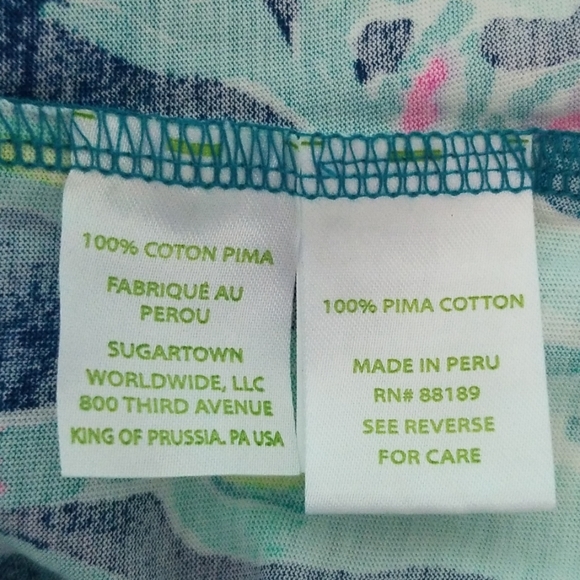 100% COTON PIMA
FABRIQUÉ AU
PEROU
SUGARTOWN
WORLDWIDE, LLC
800 THIRD AVENUE
KING OF PRUSSIA. PA USA
100% PIMA COTTON
MADE IN PERU
RN# 88189
SEE REVERSE
FOR CARE